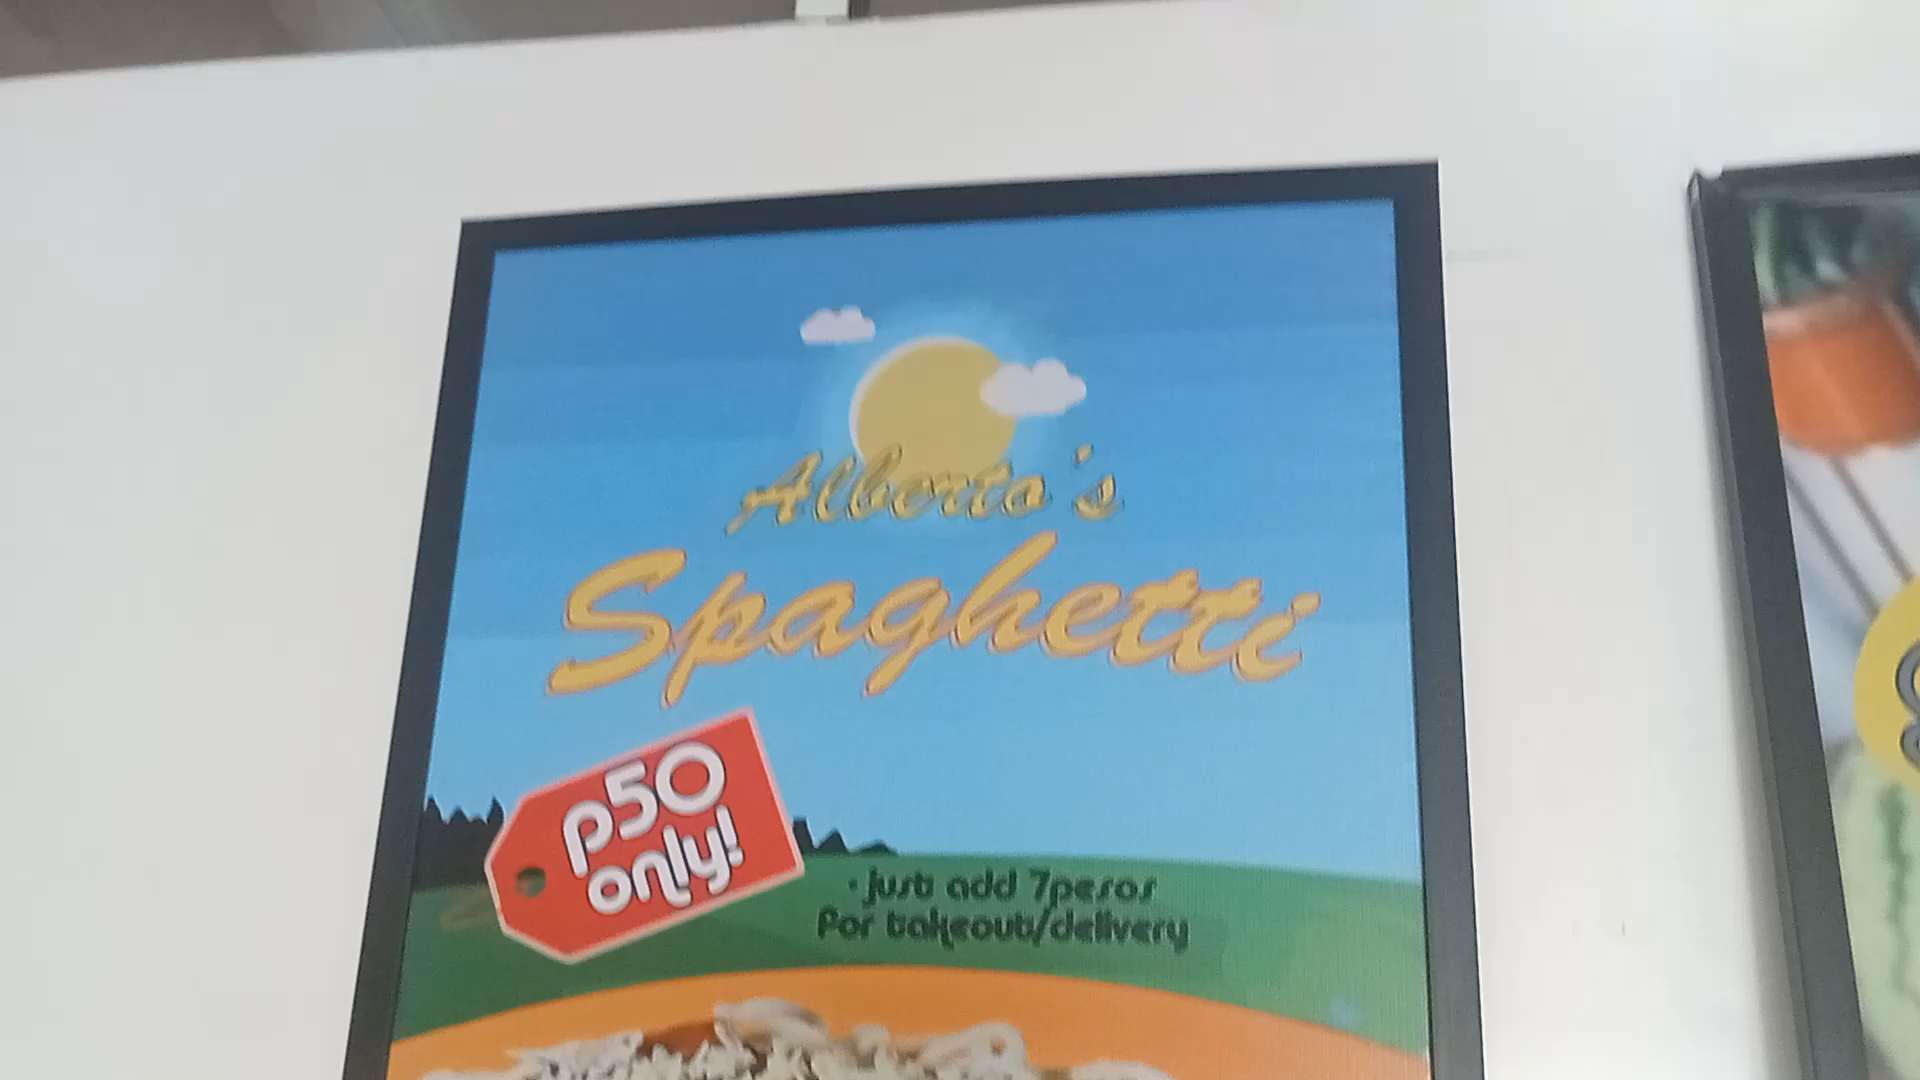 Alberto's
Spaghetti
P50
only!
• just add 7pesos
for takeout/delivery